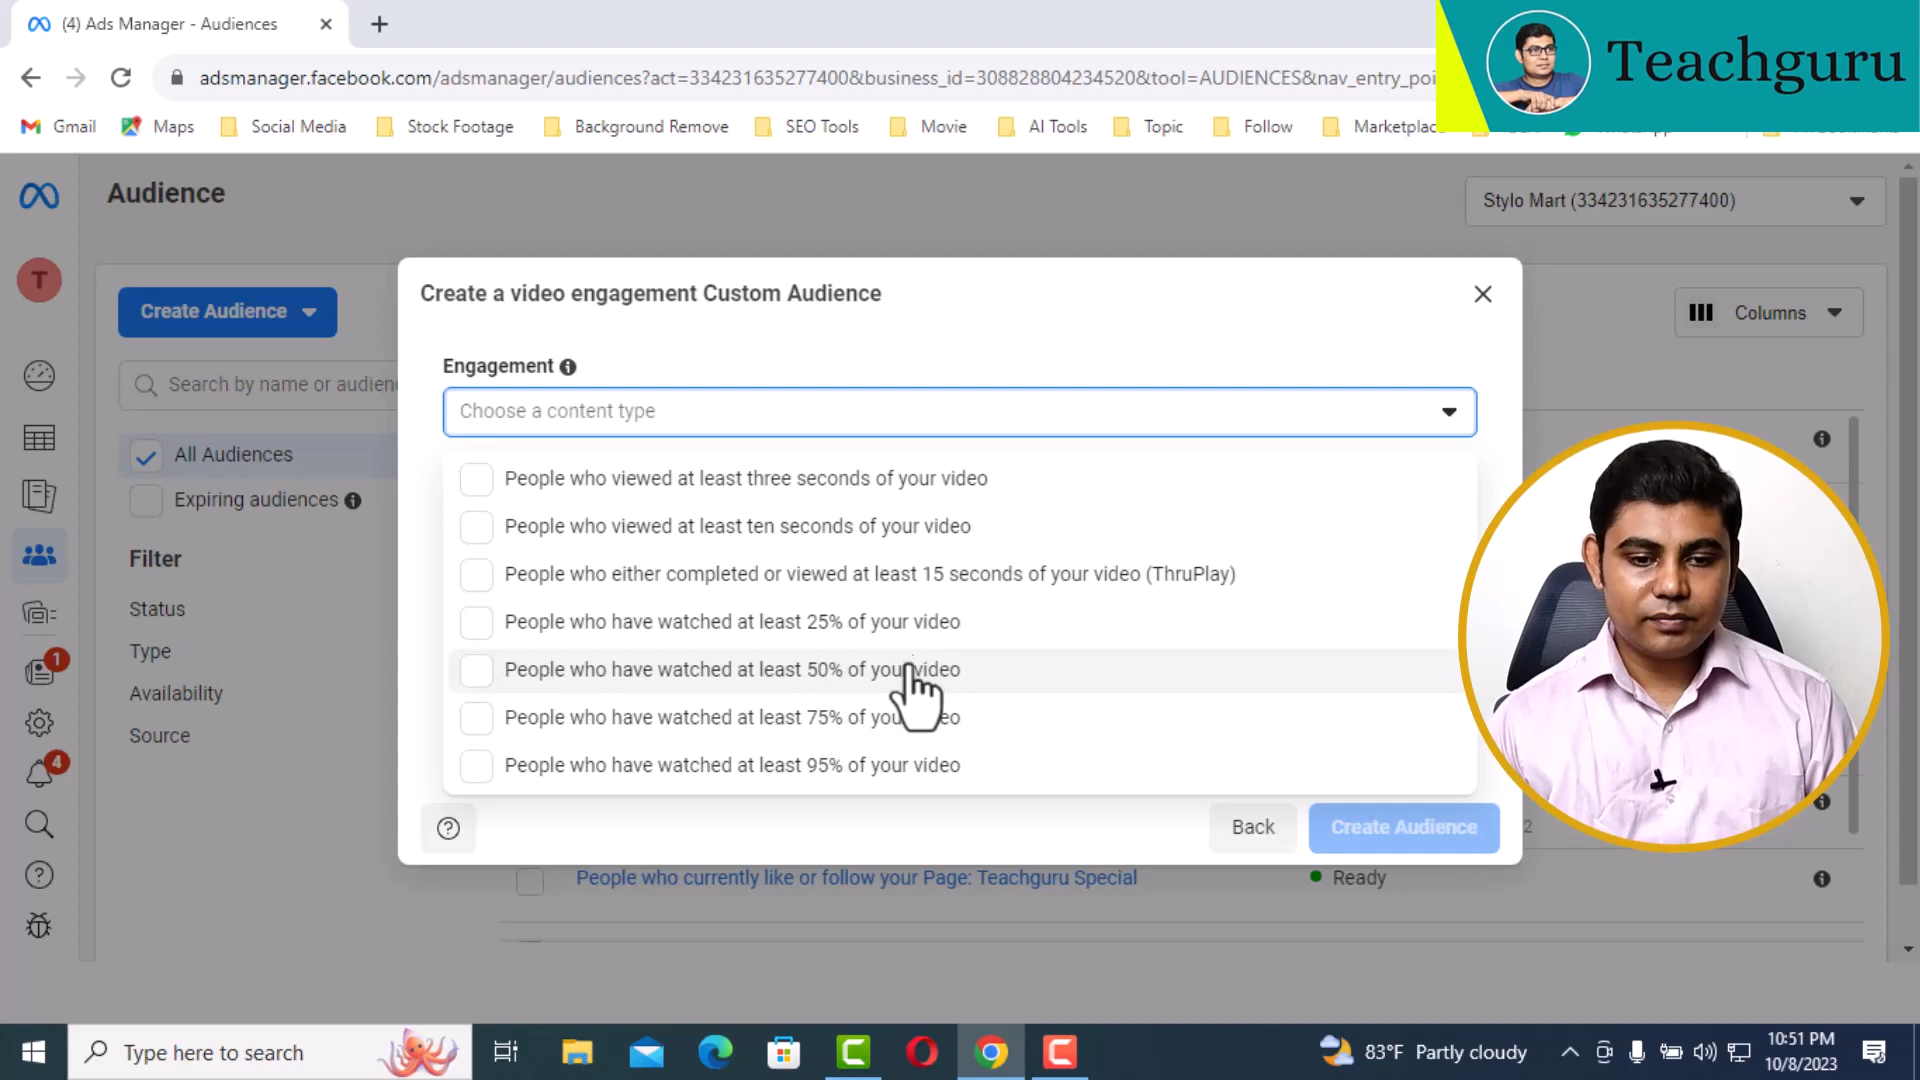 (4) Ads Manager - Audiences
adsmanager.facebook.com/adsmanager/audiences?act=334231635277400&business_id=308828804234520&tool=AUDIENCES&nav_entry_poi
Teachguru
Gmail
Maps
Social Media
Stock Footage
Background Remove
SEO Tools
Movie
AI Tools
Topic
Follow
Marketplac
Audience
Stylo Mart (334231635277400)
T
Create Audience
Columns
Search by name or audien
All Audiences
Expiring audiences
Filter
Status
Type
Availability
Source
1
4
Create a video engagement Custom Audience
Engagement
Choose a content type
People who viewed at least three seconds of your video
People who viewed at least ten seconds of your video
People who either completed or viewed at least 15 seconds of your video (ThruPlay)
People who have watched at least 25% of your video
People who have watched at least 50% of your video
People who have watched at least 75% of your video
People who have watched at least 95% of your video
Back
Create Audience
2
People who currently like or follow your Page: Teachguru Special
Ready
Type here to search
83°F Partly cloudy
10:51 PM
10/8/2023